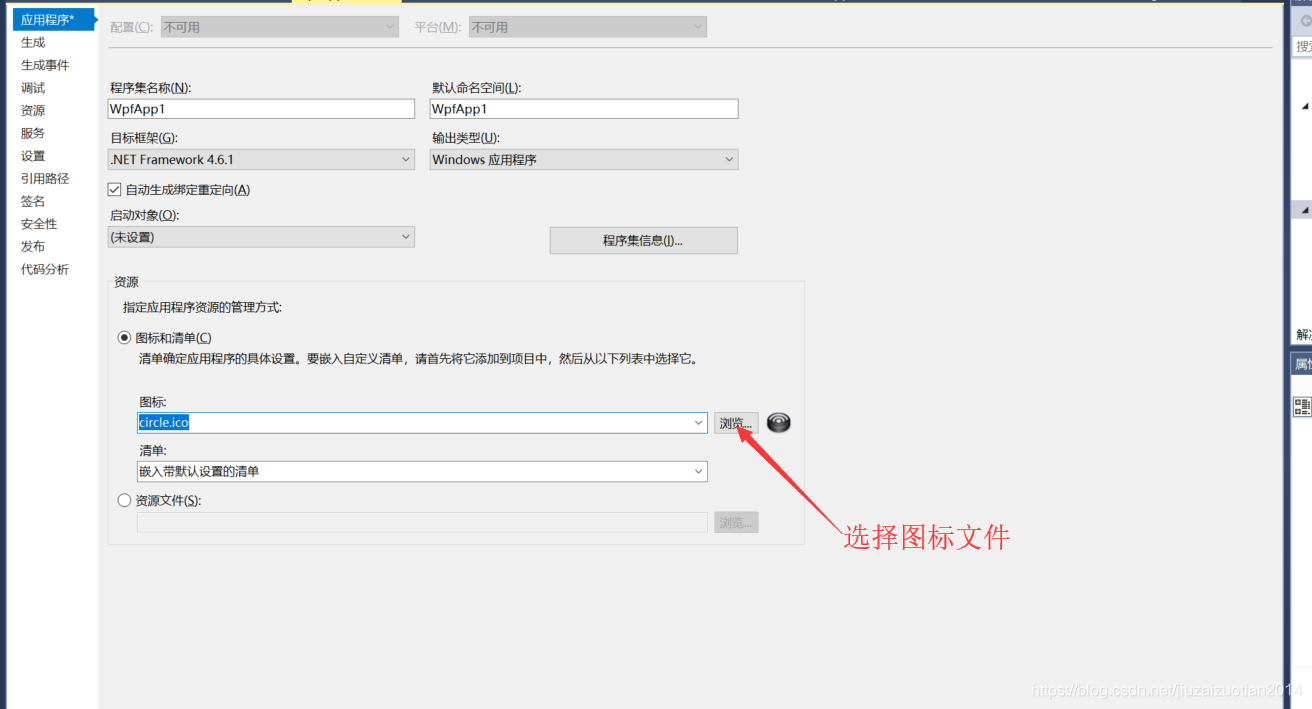 应用程序*
配置(C): 不可用 平台(M): 不可用
生成
生成事件
调试
资源
服务
设置
引用路径
签名
安全性
发布
代码分析
程序集名称(N): 默认命名空间(L):
WpfApp1 WpfApp1
目标框架(G): 输出类型(U):
.NET Framework 4.6.1 Windows 应用程序
自动生成绑定重定向(A)
启动对象(O):
(未设置) 程序集信息(I)...
资源
指定应用程序资源的管理方式:
图标和清单(C)
清单确定应用程序的具体设置。要嵌入自定义清单，请首先将它添加到项目中，然后从以下列表中选择它。
图标:
circle.ico 浏览...
清单:
嵌入带默认设置的清单
资源文件(S):
浏览...
选择图标文件
搜
解
属
https://blog.csdn.net/jiuzaizuotian2014